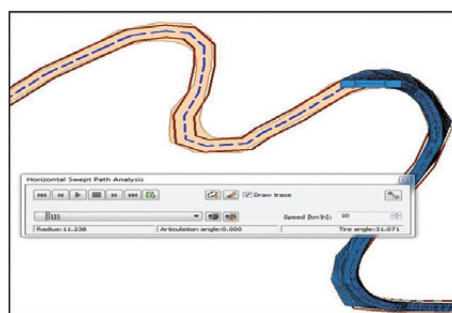 Horizontal Swept Path Analysis
Draw trace
Bus Speed [km\h]: 10
Radius:11.238 Articulation angle:0.000 Tire angle:31.071